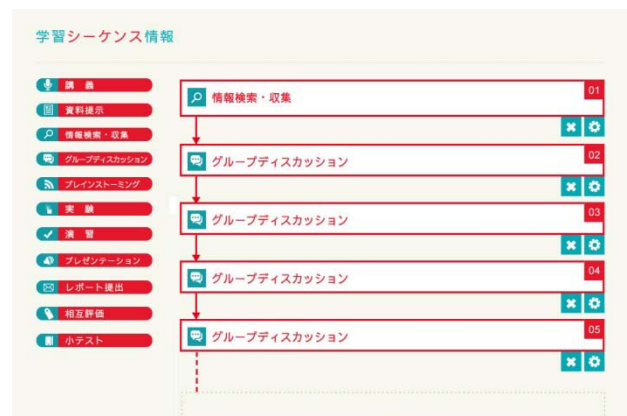 学習シーケンス情報
講 義
資料提示
情報検索・収集
グループディスカッション
ブレインストーミング
実 験
演 習
プレゼンテーション
レポート提出
相互評価
小テスト
情報検索・収集
01
グループディスカッション
02
グループディスカッション
03
グループディスカッション
04
グループディスカッション
05